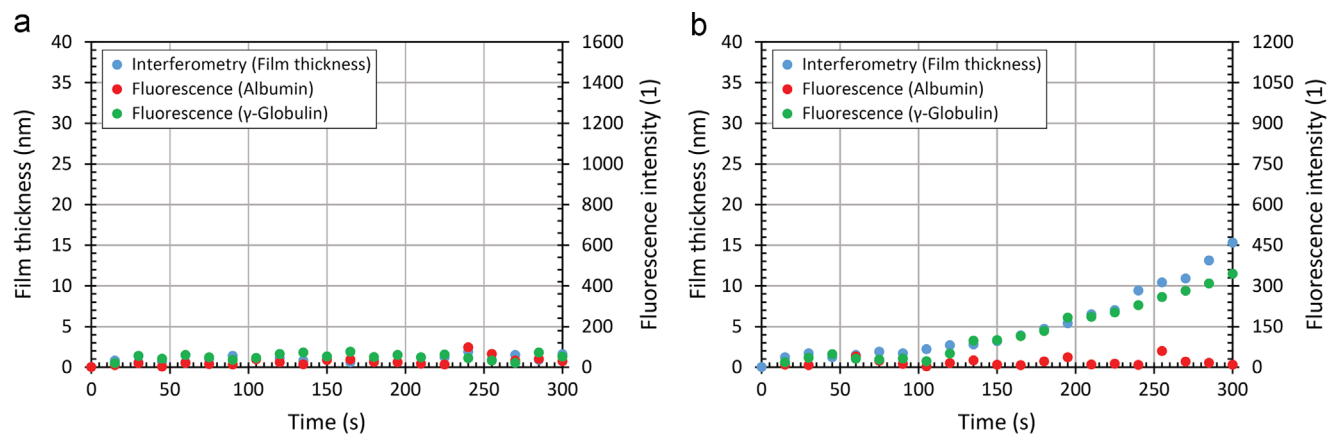 a
40
35
30
25
20
15
10
5
0
Film thickness (nm)
Interferometry (Film thickness)
Fluorescence (Albumin)
Fluorescence (γ-Globulin)
1600
1400
1200
1000
800
600
400
200
0
Fluorescence intensity (1)
0 50 100 150 200 250 300
Time (s)
b
40
35
30
25
20
15
10
5
0
Film thickness (nm)
Interferometry (Film thickness)
Fluorescence (Albumin)
Fluorescence (γ-Globulin)
1200
1050
900
750
600
450
300
150
0
Fluorescence intensity (1)
0 50 100 150 200 250 300
Time (s)